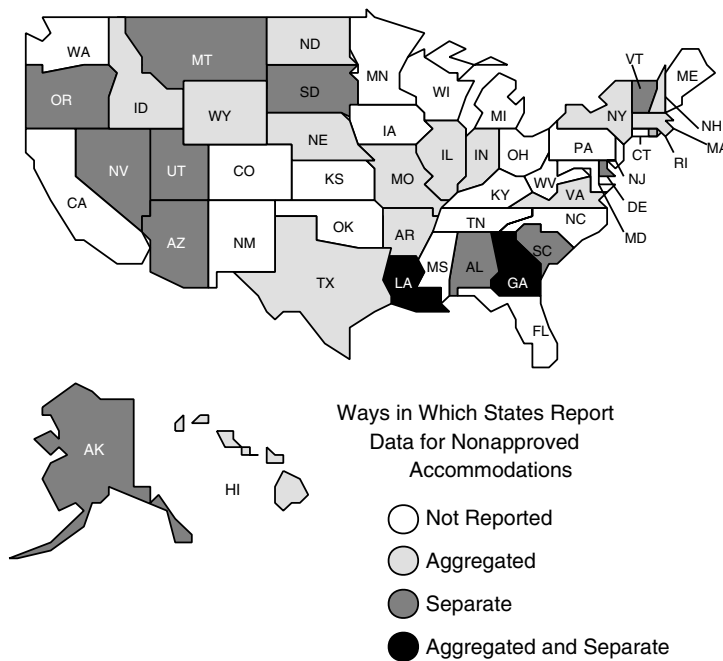 WA
MT
ND
MN
VT
ME
OR
ID
SD
WI
MI
NY
NH
WY
MA
IA
NE
PA
CT
RI
NV
UT
IL
IN
OH
NJ
CO
WV
CA
KS
MO
KY
VA
DE
MD
TN
NC
OK
AZ
NM
AR
SC
MS
AL
TX
LA
GA
FL
AK
HI
Ways in Which States Report
Data for Nonapproved
Accommodations
Not Reported
Aggregated
Separate
Aggregated and Separate